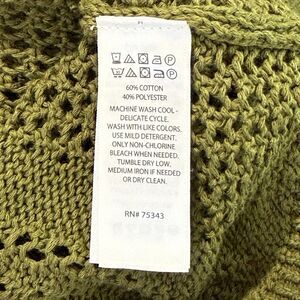 60% COTTON
40% POLYESTER
MACHINE WASH COOL -
DELICATE CYCLE.
WASH WITH LIKE COLORS.
USE MILD DETERGENT.
ONLY NON-CHLORINE
BLEACH WHEN NEEDED.
TUMBLE DRY LOW.
MEDIUM IRON IF NEEDED
OR DRY CLEAN.
RN# 75343